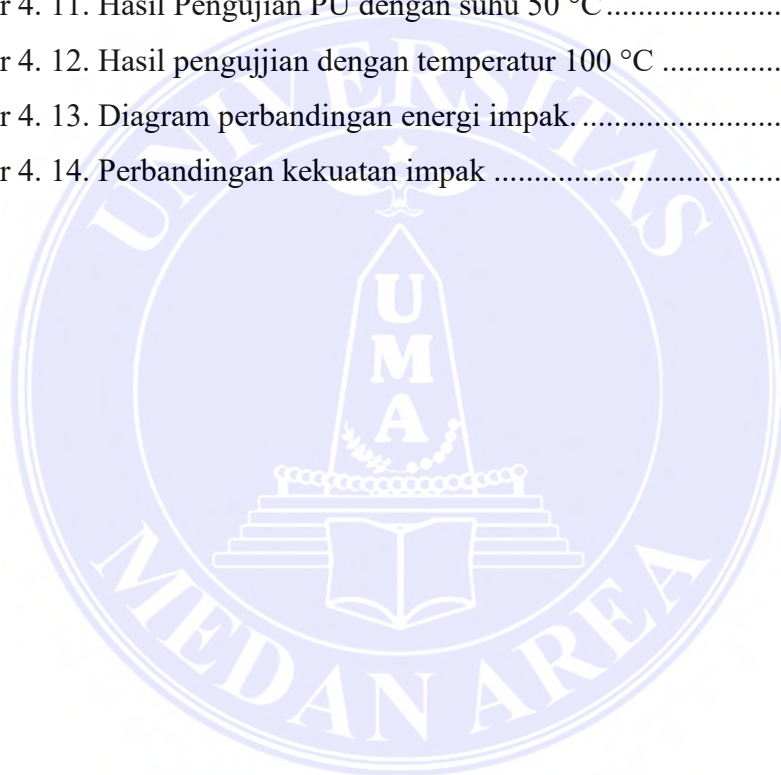 r 4. 11. Hasil Pengujian PU dengan suhu 50 °C.....................
r 4. 12. Hasil pengujjian dengan temperatur 100 °C ...............
r 4. 13. Diagram perbandingan energi impak..........................
r 4. 14. Perbandingan kekuatan impak ....................................
UNIVERSITAS
U
M
A
MEDAN AREA